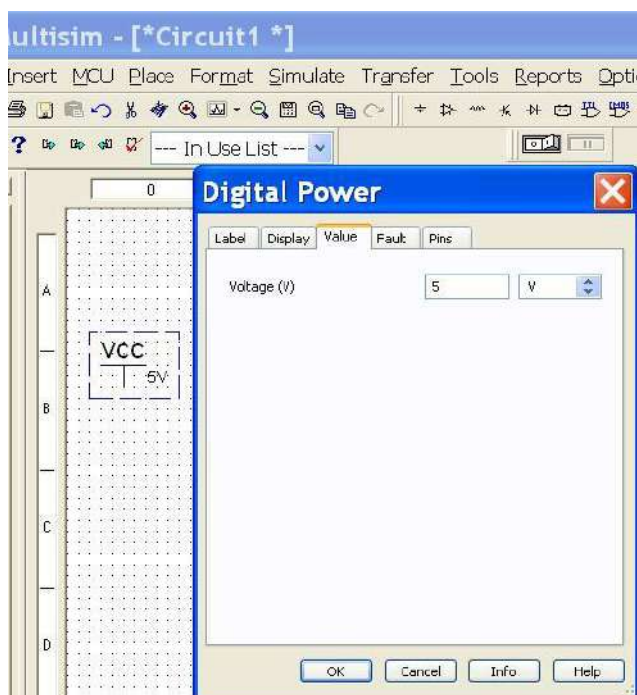 ultisim - [*Circuit1 *]
Insert MCU Place Format Simulate Transfer Tools Reports Opti
? --- In Use List ---
0
Digital Power
Label Display Value Fault Pins
Voltage (V) 5 V
A
VCC
5V
B
C
D
OK Cancel Info Help